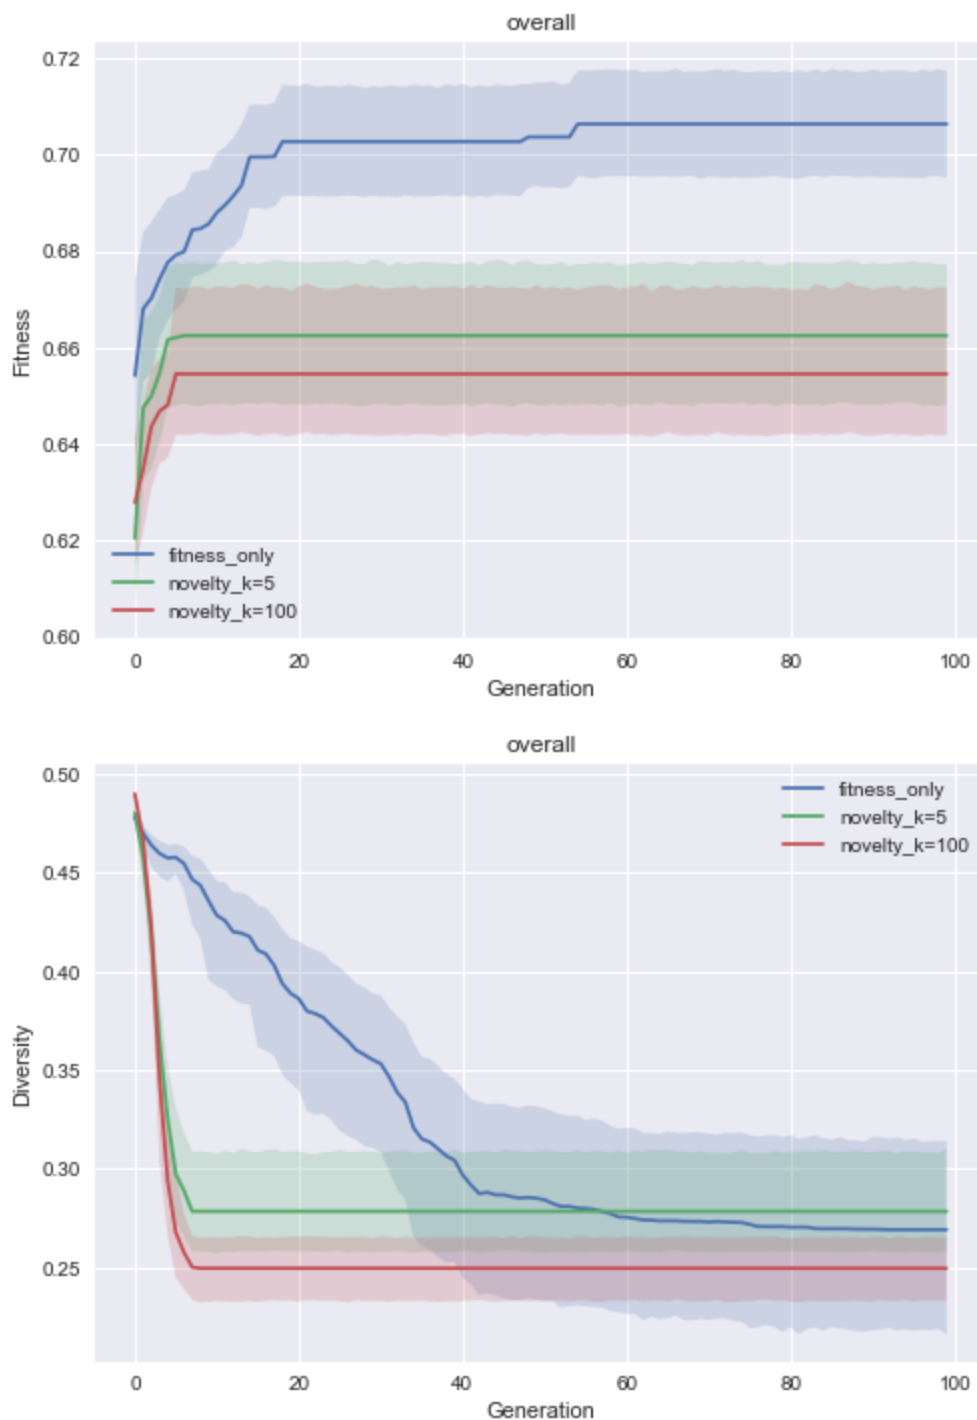 overall
0.72
0.70
0.68
0.66
0.64
0.62
0.60
Fitness
fitness_only
novelty_k=5
novelty_k=100
0 20 40 60 80 100
Generation
overall
0.50
0.45
0.40
0.35
0.30
0.25
Diversity
fitness_only
novelty_k=5
novelty_k=100
0 20 40 60 80 100
Generation